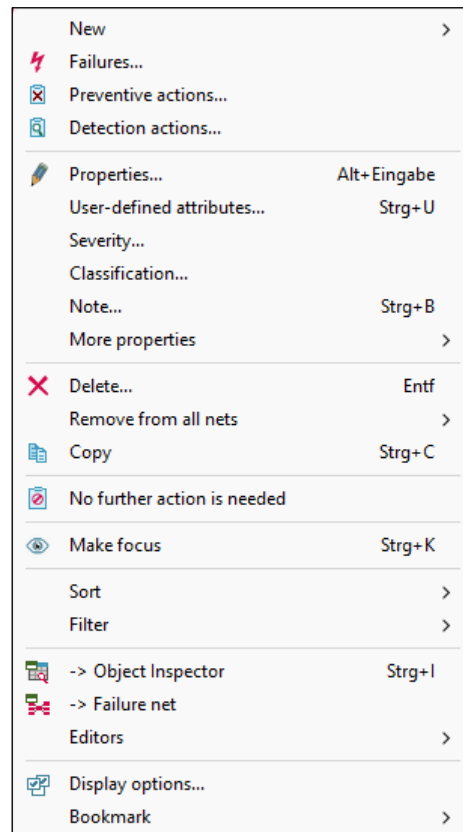 New
Failures...
Preventive actions...
Detection actions...
Properties... Alt+Eingabe
User-defined attributes... Strg+U
Severity...
Classification...
Note... Strg+B
More properties
Delete... Entf
Remove from all nets
Copy Strg+C
No further action is needed
Make focus Strg+K
Sort
Filter
-> Object Inspector Strg+I
-> Failure net
Editors
Display options...
Bookmark